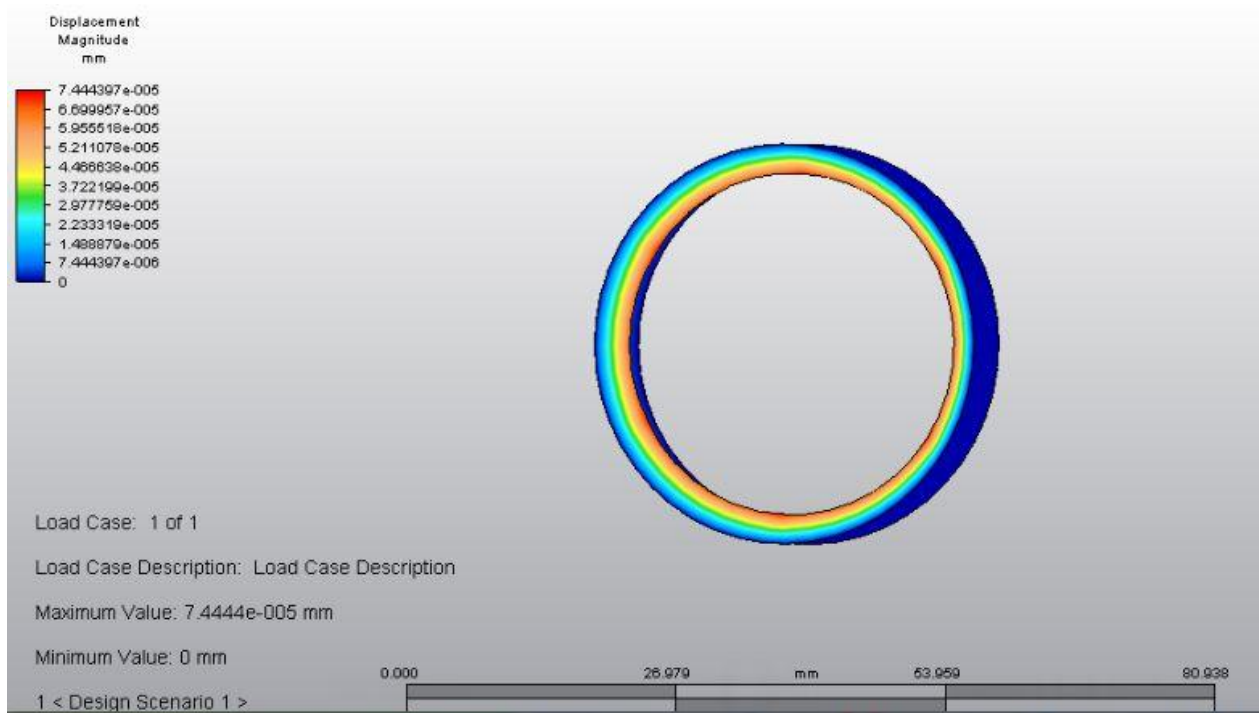 Displacement
Magnitude
mm
7.444397e-005
6.699957e-005
5.955518e-005
5.211078e-005
4.466638e-005
3.722199e-005
2.977759e-005
2.233319e-005
1.488879e-005
7.444397e-006
0
Load Case: 1 of 1
Load Case Description: Load Case Description
Maximum Value: 7.4444e-005 mm
Minimum Value: 0 mm
0.000 26.979 mm 53.959 80.938
1 < Design Scenario 1 >